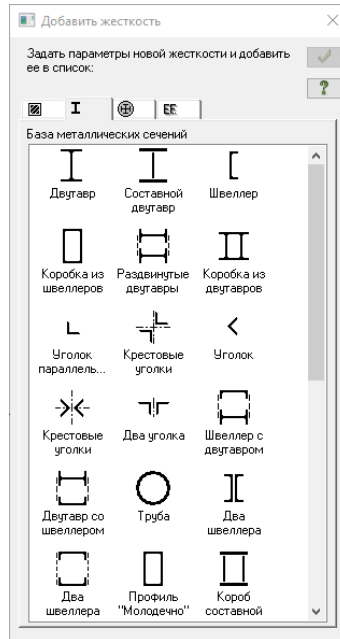 Добавить жесткость
Задать параметры новой жесткости и добавить
ее в список:
База металлических сечений
Двутавр
Составной
двутавр
Швеллер
Коробка из
швеллеров
Раздвинутые
двутавры
Коробка из
двутавров
Уголок
параллель...
Крестовые
уголки
Уголок
Крестовые
уголки
Два уголка
Швеллер с
двутавром
Двутавр со
швеллером
Труба
Два
швеллера
Два
швеллера
Профиль
"Молодечно"
Короб
составной